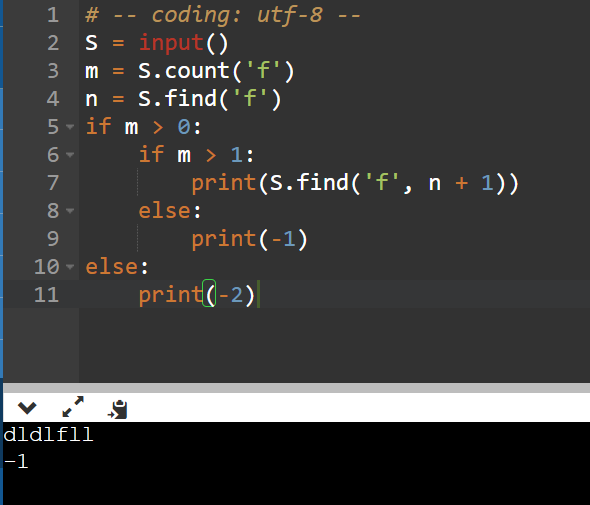 1 # -- coding: utf-8 --
2 S = input()
3 m = S.count('f')
4 n = S.find('f')
5 if m > 0:
6     if m > 1:
7         print(S.find('f', n + 1))
8     else:
9         print(-1)
10 else:
11     print(-2)
dldlfll
-1